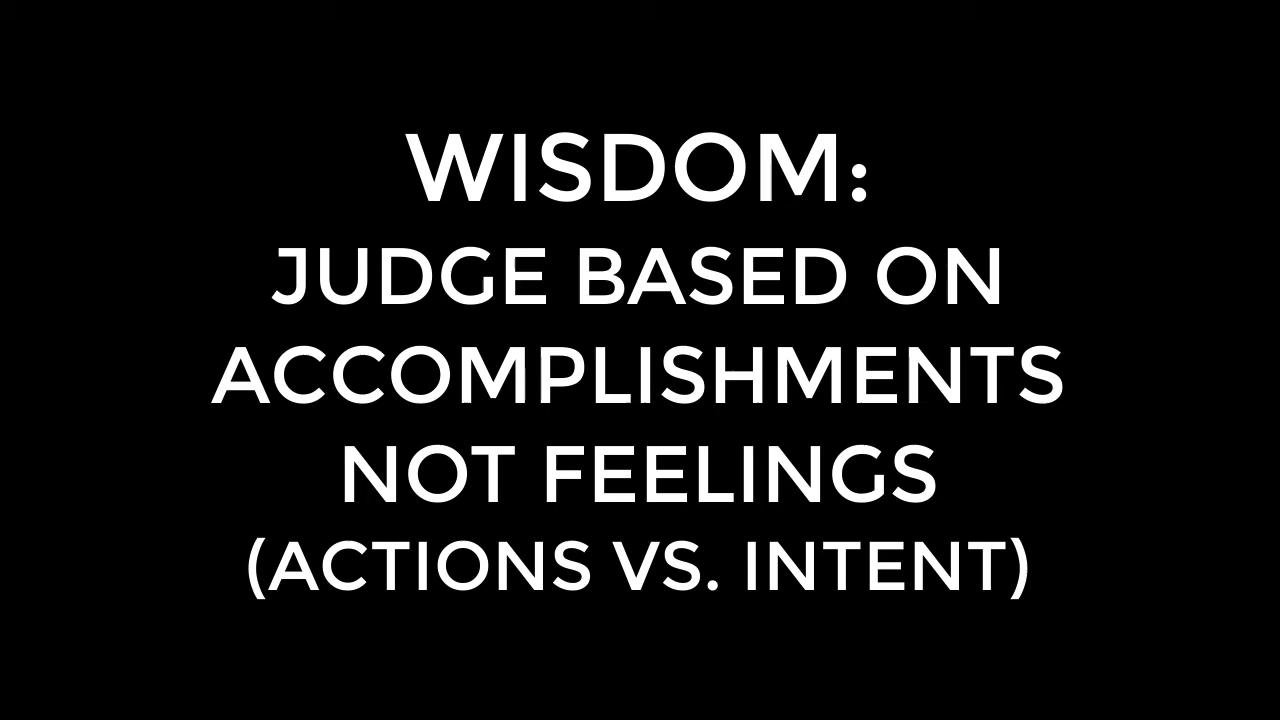 WISDOM:
JUDGE BASED ON
ACCOMPLISHMENTS
NOT FEELINGS
(ACTIONS VS. INTENT)